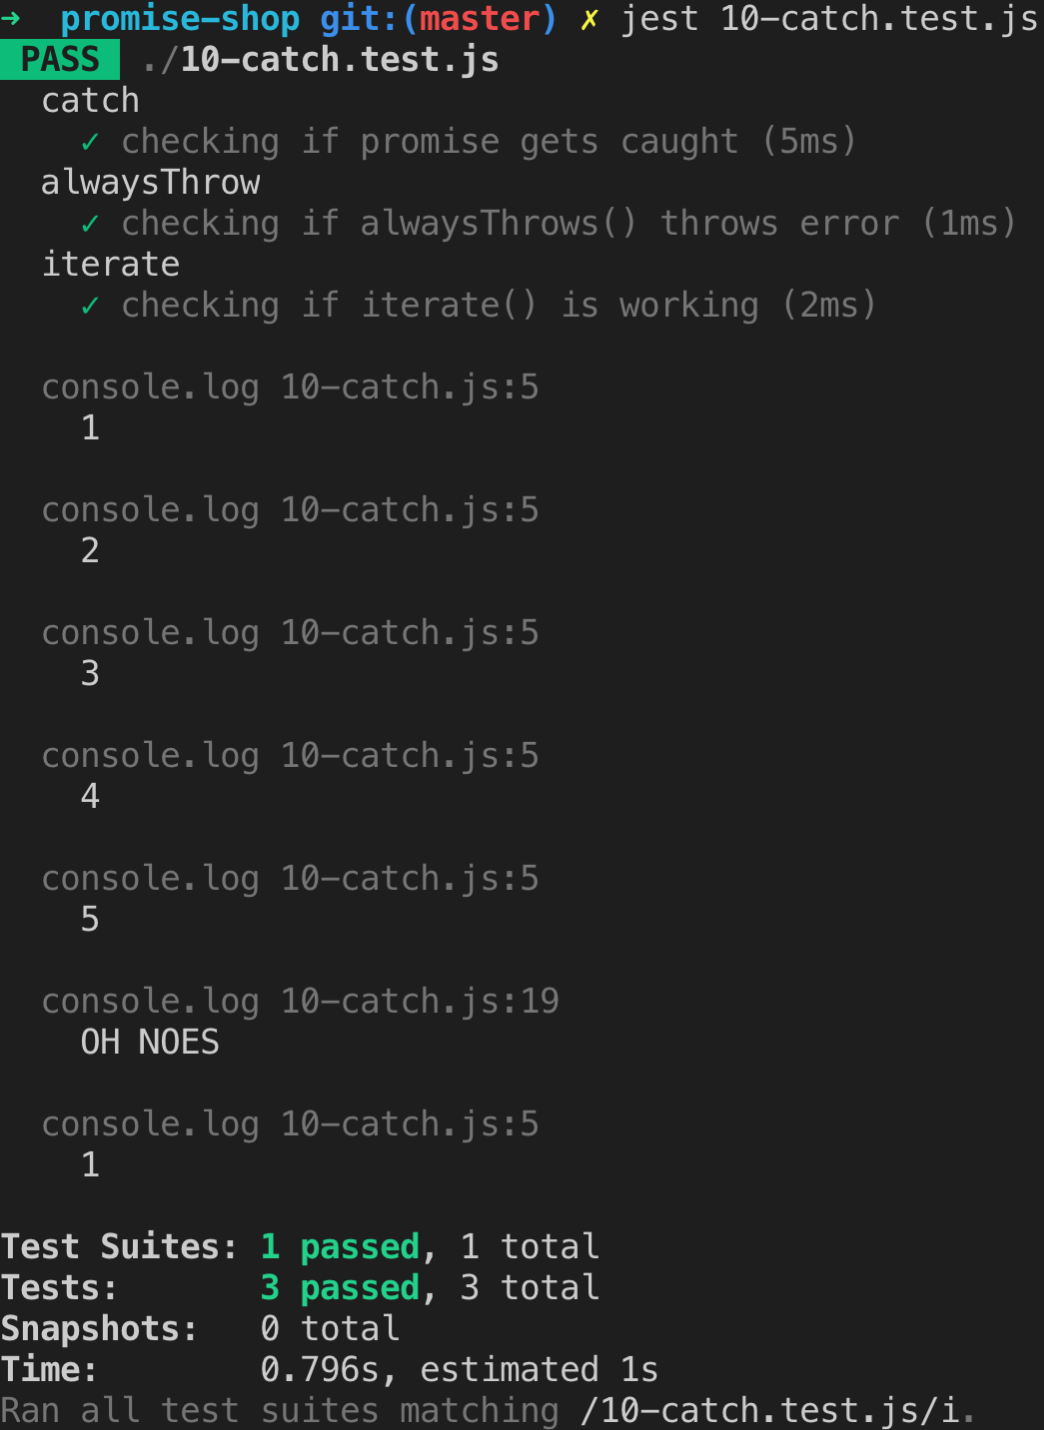 ➜  promise-shop git:(master) ✗ jest 10-catch.test.js
PASS ./10-catch.test.js
catch
✓ checking if promise gets caught (5ms)
alwaysThrow
✓ checking if alwaysThrows() throws error (1ms)
iterate
✓ checking if iterate() is working (2ms)
console.log 10-catch.js:5
1
console.log 10-catch.js:5
2
console.log 10-catch.js:5
3
console.log 10-catch.js:5
4
console.log 10-catch.js:5
5
console.log 10-catch.js:19
OH NOES
console.log 10-catch.js:5
1
Test Suites: 1 passed, 1 total
Tests: 3 passed, 3 total
Snapshots: 0 total
Time: 0.796s, estimated 1s
Ran all test suites matching /10-catch.test.js/i.